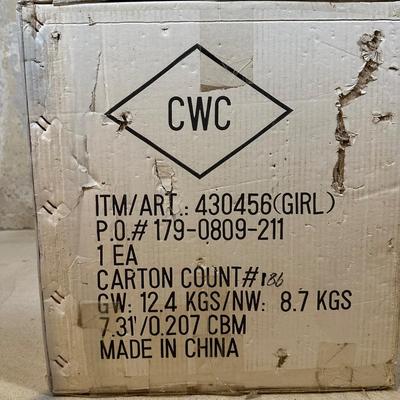 CWC
ITM/ART.: 430456(GIRL)
P.O.# 179-0809-211
1 EA
CARTON COUNT# 186
GW: 12.4 KGS/NW: 8.7 KGS
7.31'/0.207 CBM
MADE IN CHINA